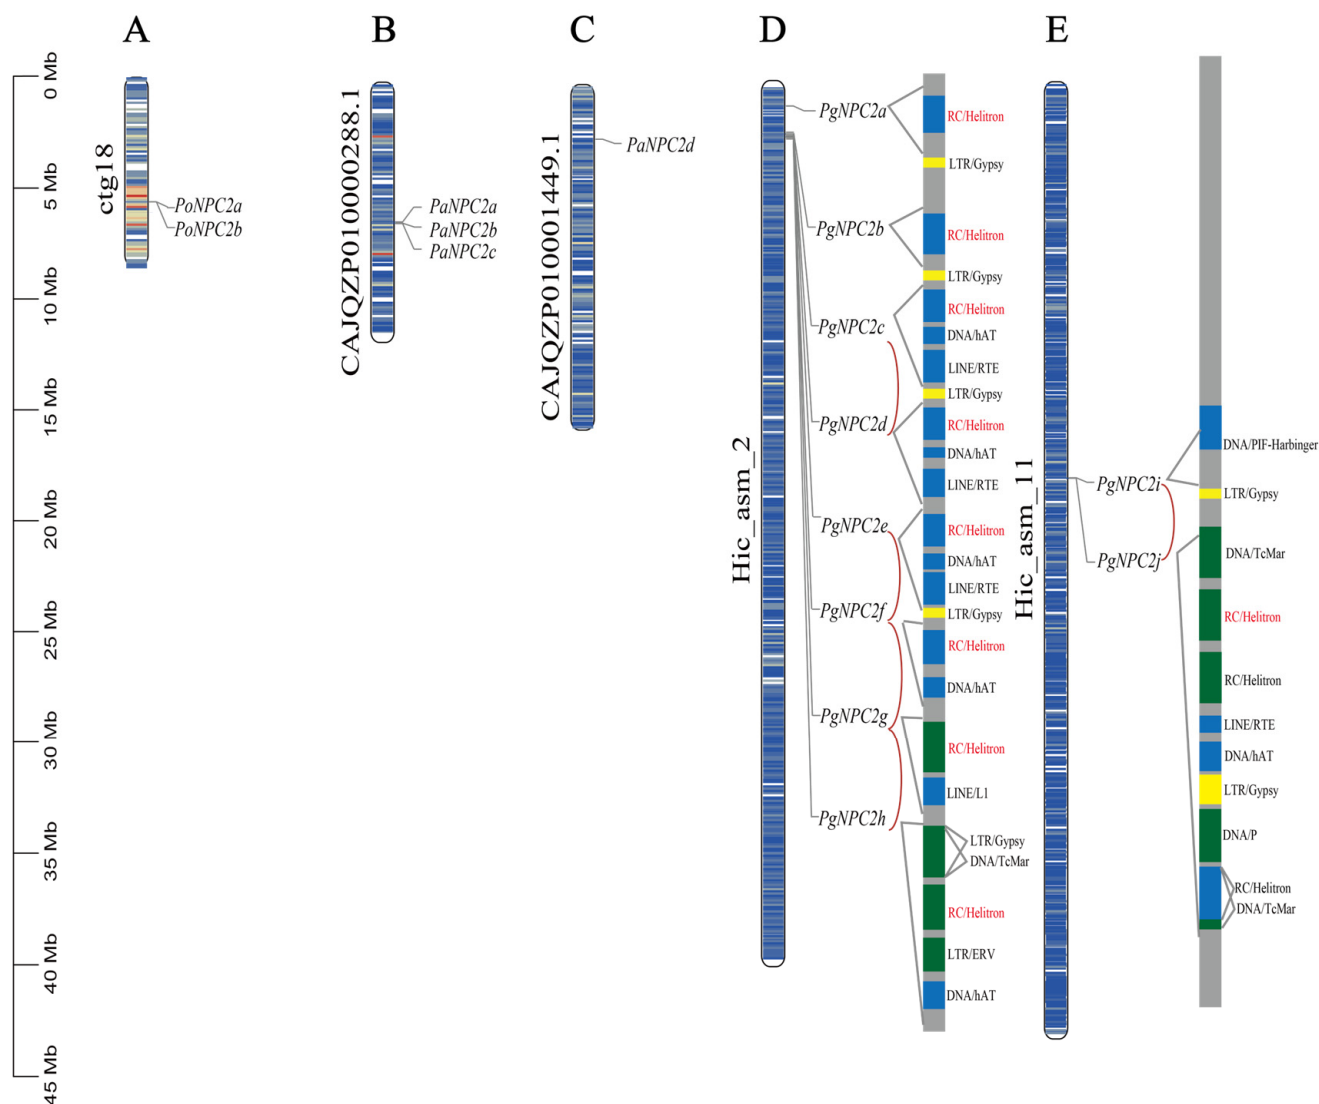 A
B
C
D
E
0 Mb
5 Mb
10 Mb
15 Mb
20 Mb
25 Mb
30 Mb
35 Mb
40 Mb
45 Mb
ctg18
PoNPC2a
PoNPC2b
CAJQZP010000288.1
PaNPC2a
PaNPC2b
PaNPC2c
CAJQZP010001449.1
PaNPC2d
Hic_asm_2
PgNPC2a
PgNPC2b
PgNPC2c
PgNPC2d
PgNPC2e
PgNPC2f
PgNPC2g
PgNPC2h
RC/Helitron
LTR/Gypsy
RC/Helitron
LTR/Gypsy
RC/Helitron
DNA/hAT
LINE/RTE
LTR/Gypsy
RC/Helitron
DNA/hAT
LINE/RTE
RC/Helitron
DNA/hAT
LINE/RTE
LTR/Gypsy
RC/Helitron
DNA/hAT
RC/Helitron
LINE/L1
LTR/Gypsy
DNA/TcMar
RC/Helitron
LTR/ERV
DNA/hAT
Hic_asm_11
PgNPC2i
PgNPC2j
DNA/PIF-Harbinger
LTR/Gypsy
DNA/TcMar
RC/Helitron
RC/Helitron
LINE/RTE
DNA/hAT
LTR/Gypsy
DNA/P
RC/Helitron
DNA/TcMar